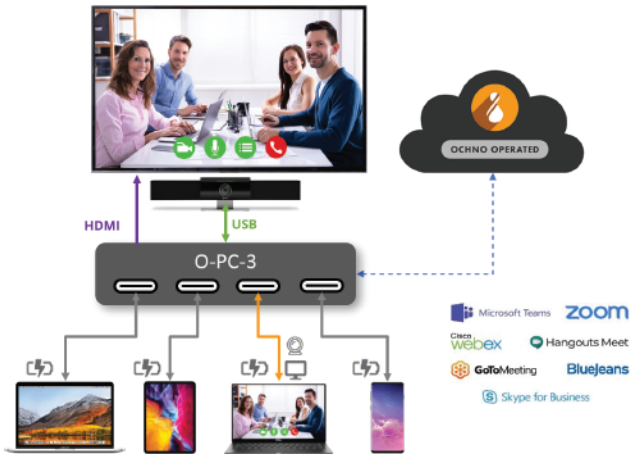 OCHNO OPERATED
HDMI
USB
O-PC-3
Microsoft Teams
zoom
Cisco
webex
Hangouts Meet
GoToMeeting
BlueJeans
Skype for Business